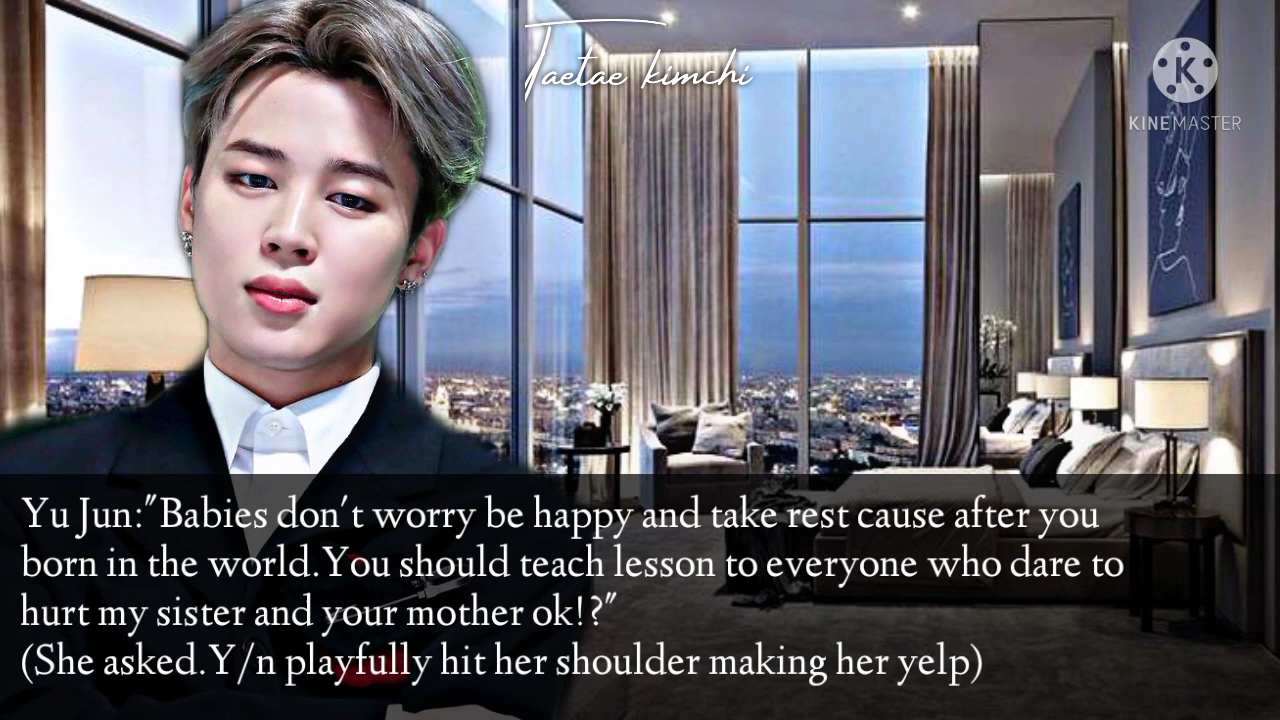 Taetae kimchi
K
KINEMASTER
Yu Jun:"Babies don't worry be happy and take rest cause after you
born in the world.You should teach lesson to everyone who dare to
hurt my sister and your mother ok!?"
(She asked.Y/n playfully hit her shoulder making her yelp)